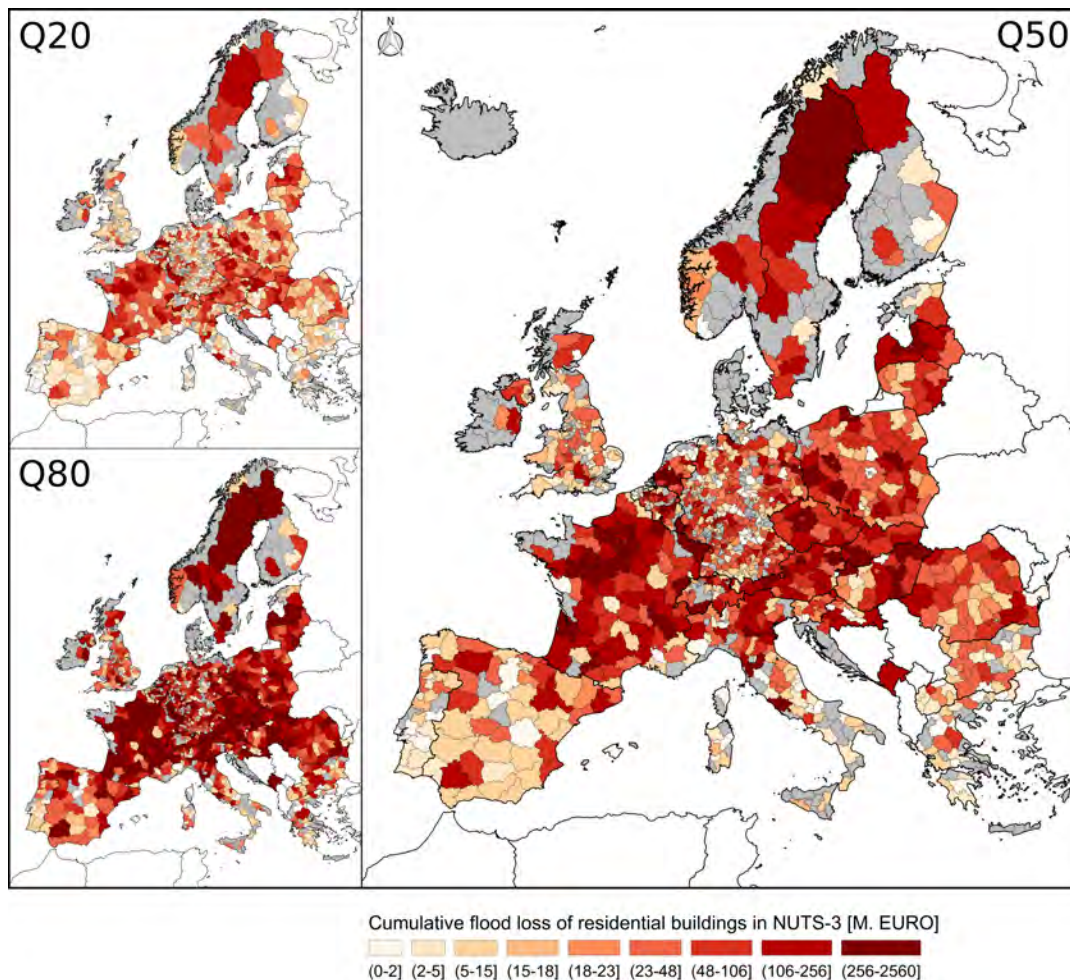 Q20
N
Q50
Q80
Cumulative flood loss of residential buildings in NUTS-3 [M. EURO]
(0-2] (2-5] (5-15] (15-18] (18-23] (23-48] (48-106] (106-256] (256-2560]